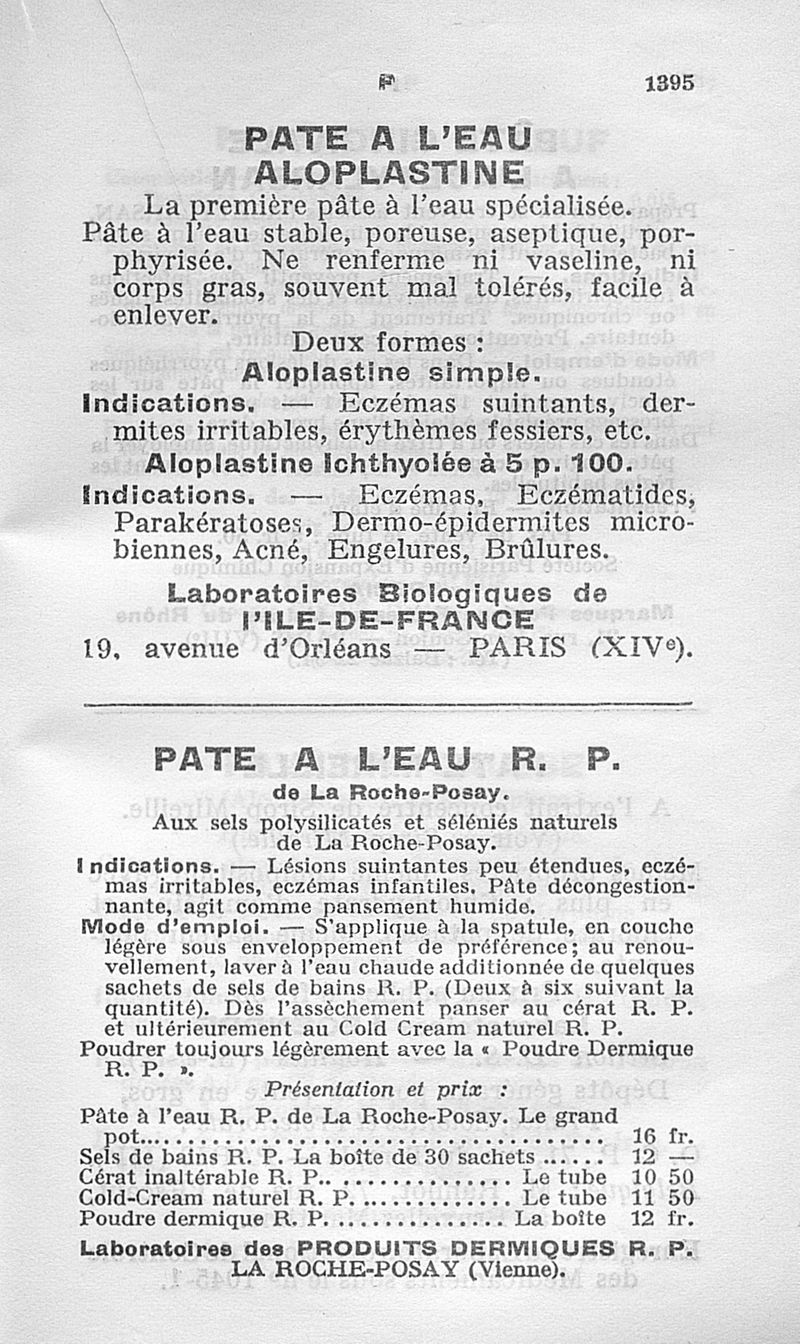 P 1395
PATE A L'EAU
ALOPLASTINE
La première pâte à l'eau spécialisée.
Pâte à l'eau stable, poreuse, aseptique, por-
phyrisée. Ne renferme ni vaseline, ni
corps gras, souvent mal tolérés, facile à
enlever.
Deux formes :
Aloplastine simple.
Indications. — Eczémas suintants, der-
mites irritables, érythèmes fessiers, etc.
Aloplastine Ichthyolée à 5 p. 100.
Indications. — Eczémas, Eczématides,
Parakératoses, Dermo-épidermites micro-
biennes, Acné, Engelures, Brûlures.
Laboratoires Biologiques de
l'ILE-DE-FRANCE
19, avenue d'Orléans — PARIS (XIVe).
PATE A L'EAU R. P.
de La Roche-Posay.
Aux sels polysilicatés et séléniés naturels
de La Roche-Posay.
Indications. — Lésions suintantes peu étendues, eczé-
mas irritables, eczémas infantiles. Pâte décongestion-
nante, agit comme pansement humide.
Mode d'emploi. — S'applique à la spatule, en couche
légère sous enveloppement de préférence; au renou-
vellement, laver à l'eau chaude additionnée de quelques
sachets de sels de bains R. P. (Deux à six suivant la
quantité). Dès l'assèchement panser au cérat R. P.
et ultérieurement au Cold Cream naturel R. P.
Poudrer toujours légèrement avec la « Poudre Dermique
R. P. ».
Présentation et prix :
Pâte à l'eau R. P. de La Roche-Posay. Le grand
pot........................................ 16 fr.
Sels de bains R. P. La boîte de 30 sachets ...... 12 —
Cérat inaltérable R. P.. ................ Le tube 10 50
Cold-Cream naturel R. P. .............. Le tube 11 50
Poudre dermique R. P. ................ La boîte 12 fr.
Laboratoires des PRODUITS DERMIQUES R. P.
LA ROCHE-POSAY (Vienne).